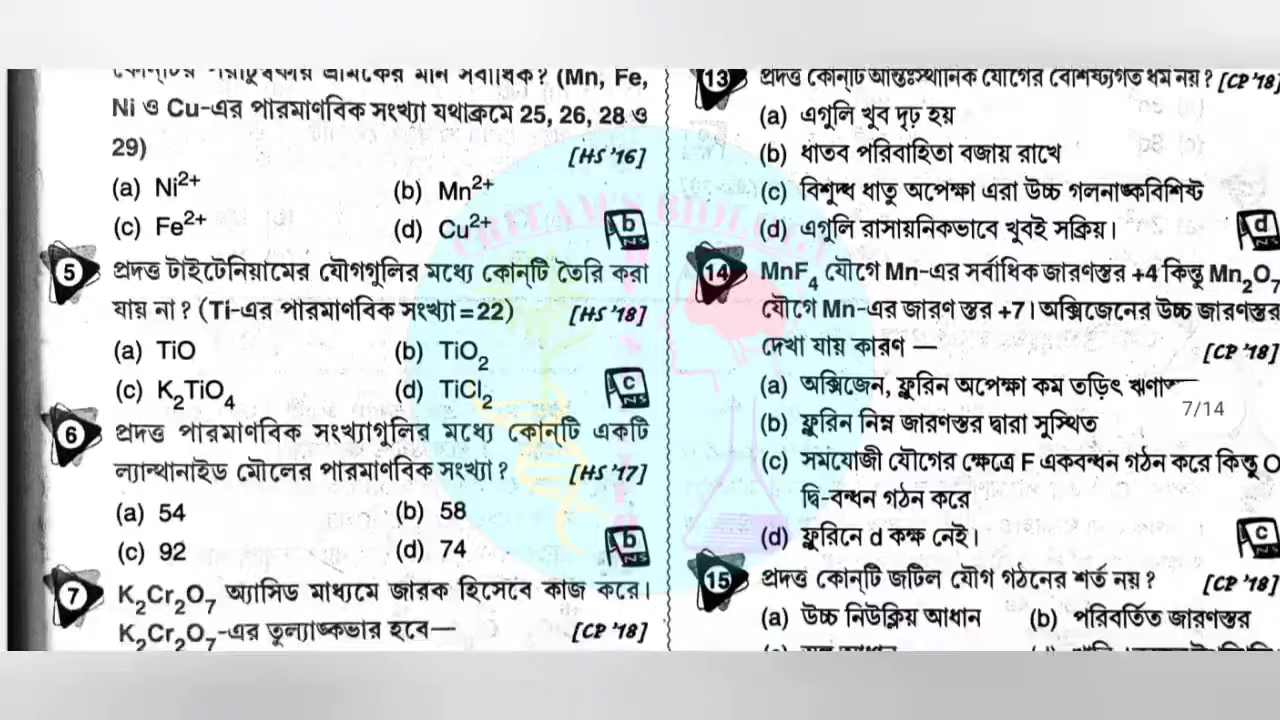 কোন্‌টির সর্বাধিক? (Mn, Fe,
Ni ও Cu-এর পারমাণবিক সংখ্যা যথাক্রমে 25, 26, 28 ও
29) [HS '16]
(a) Ni²⁺ (b) Mn²⁺
(c) Fe²⁺ (d) Cu²⁺ b
5 প্রদত্ত টাইটেনিয়ামের যৌগগুলির মধ্যে কোন্‌টি তৈরি করা
যায় না? (Ti-এর পারমাণবিক সংখ্যা=22) [HS '18]
(a) TiO (b) TiO₂
(c) K₂TiO₄ (d) TiCl₂ c
6 প্রদত্ত পারমাণবিক সংখ্যাগুলির মধ্যে কোন্‌টি একটি
ল্যান্থানাইড মৌলের পারমাণবিক সংখ্যা? [HS '17]
(a) 54 (b) 58
(c) 92 (d) 74 b
7 K₂Cr₂O₇ অ্যাসিড মাধ্যমে জারক হিসেবে কাজ করে।
K₂Cr₂O₇-এর তুল্যাঙ্কভার হবে— [CP '18]
13 প্রদত্ত কোন্‌টি আন্তঃস্থানিক যৌগের বৈশিষ্ট্যগত ধর্ম নয়? [CP '18]
(a) এগুলি খুব দৃঢ় হয়
(b) ধাতব পরিবাহিতা বজায় রাখে
(c) বিশুদ্ধ ধাতু অপেক্ষা এরা উচ্চ গলনাঙ্কবিশিষ্ট
(d) এগুলি রাসায়নিকভাবে খুবই সক্রিয়। d
14 MnF₄ যৌগে Mn-এর সর্বাধিক জারণস্তর +4 কিন্তু Mn₂O₇
যৌগে Mn-এর জারণ স্তর +7। অক্সিজেনের উচ্চ জারণস্তর
দেখা যায় কারণ — [CP '18]
(a) অক্সিজেন, ফ্লুরিন অপেক্ষা কম তড়িৎ
7/14
(b) ফ্লুরিন নিম্ন জারণস্তর দ্বারা সুস্থিত
(c) সমযোজী যৌগের ক্ষেত্রে F একবন্ধন গঠন করে কিন্তু O
দ্বি-বন্ধন গঠন করে
(d) ফ্লুরিনে d কক্ষ নেই। c
15 প্রদত্ত কোন্‌টি জটিল যৌগ গঠনের শর্ত নয়? [CP '18]
(a) উচ্চ নিউক্লিয় আধান (b) পরিবর্তিত জারণস্তর